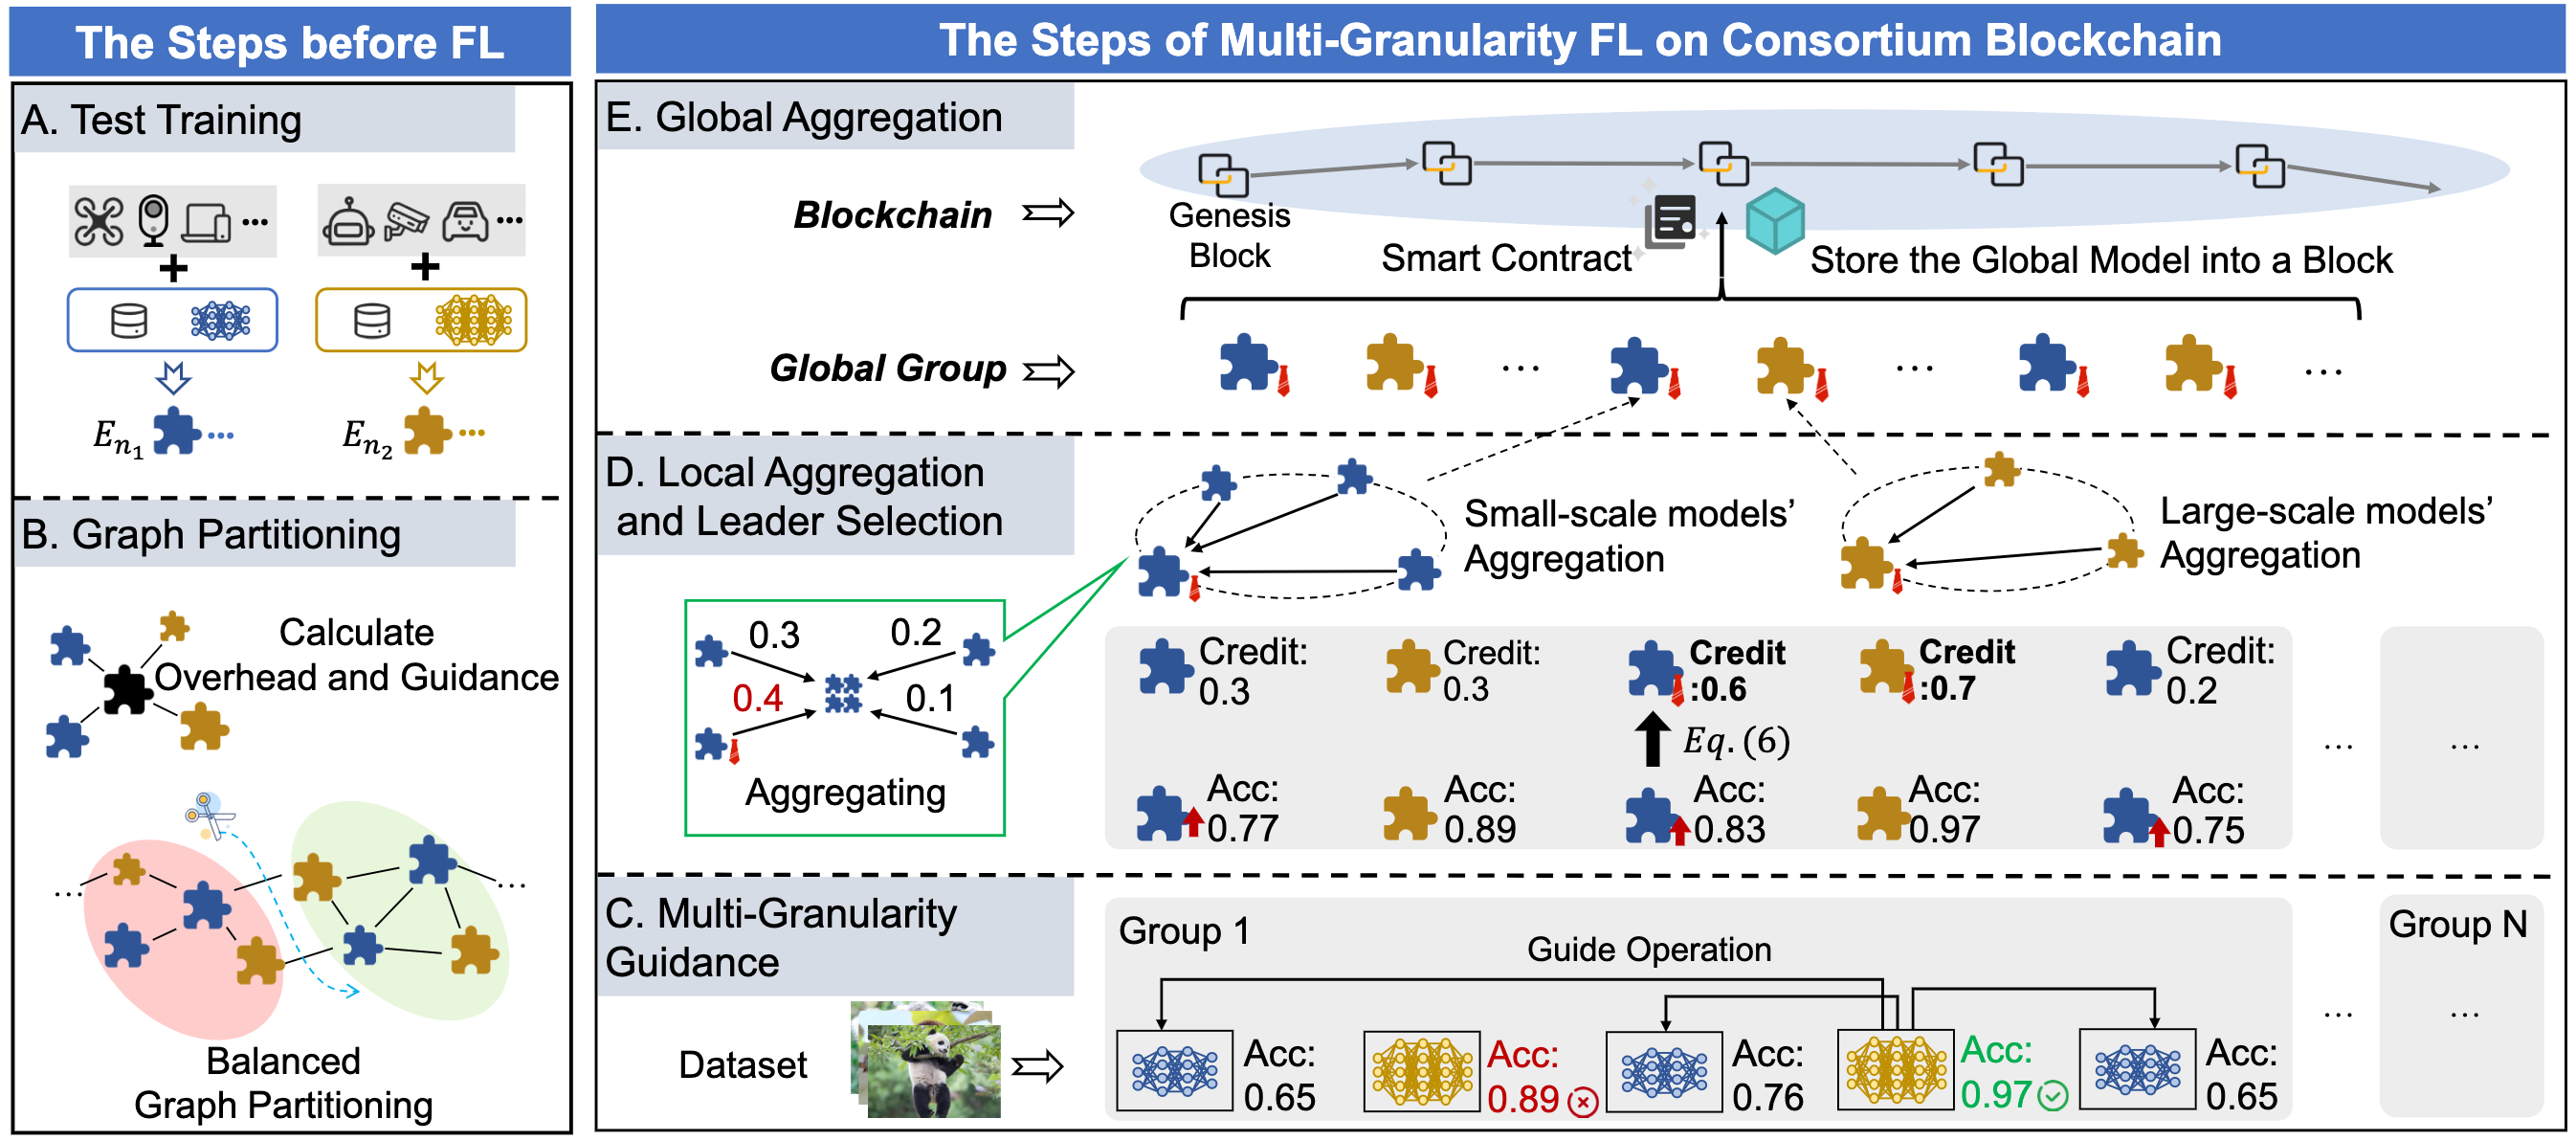 The Steps before FL
A. Test Training
...
...
+
+
E_{n_1} ...
E_{n_2} ...
B. Graph Partitioning
Calculate
Overhead and Guidance
...
...
Balanced
Graph Partitioning
The Steps of Multi-Granularity FL on Consortium Blockchain
E. Global Aggregation
Blockchain
Genesis
Block
Smart Contract
Store the Global Model into a Block
Global Group
...
...
...
D. Local Aggregation
and Leader Selection
Small-scale models’
Aggregation
Large-scale models’
Aggregation
0.3
0.2
0.4
0.1
Aggregating
Credit:
0.3
Credit:
0.3
Credit
:0.6
Credit
:0.7
Credit:
0.2
Eq. (6)
...
...
Acc:
0.77
Acc:
0.89
Acc:
0.83
Acc:
0.97
Acc:
0.75
C. Multi-Granularity
Guidance
Dataset
Group 1
Guide Operation
Group N
...
...
Acc:
0.65
Acc:
0.89
Acc:
0.76
Acc:
0.97
Acc:
0.65